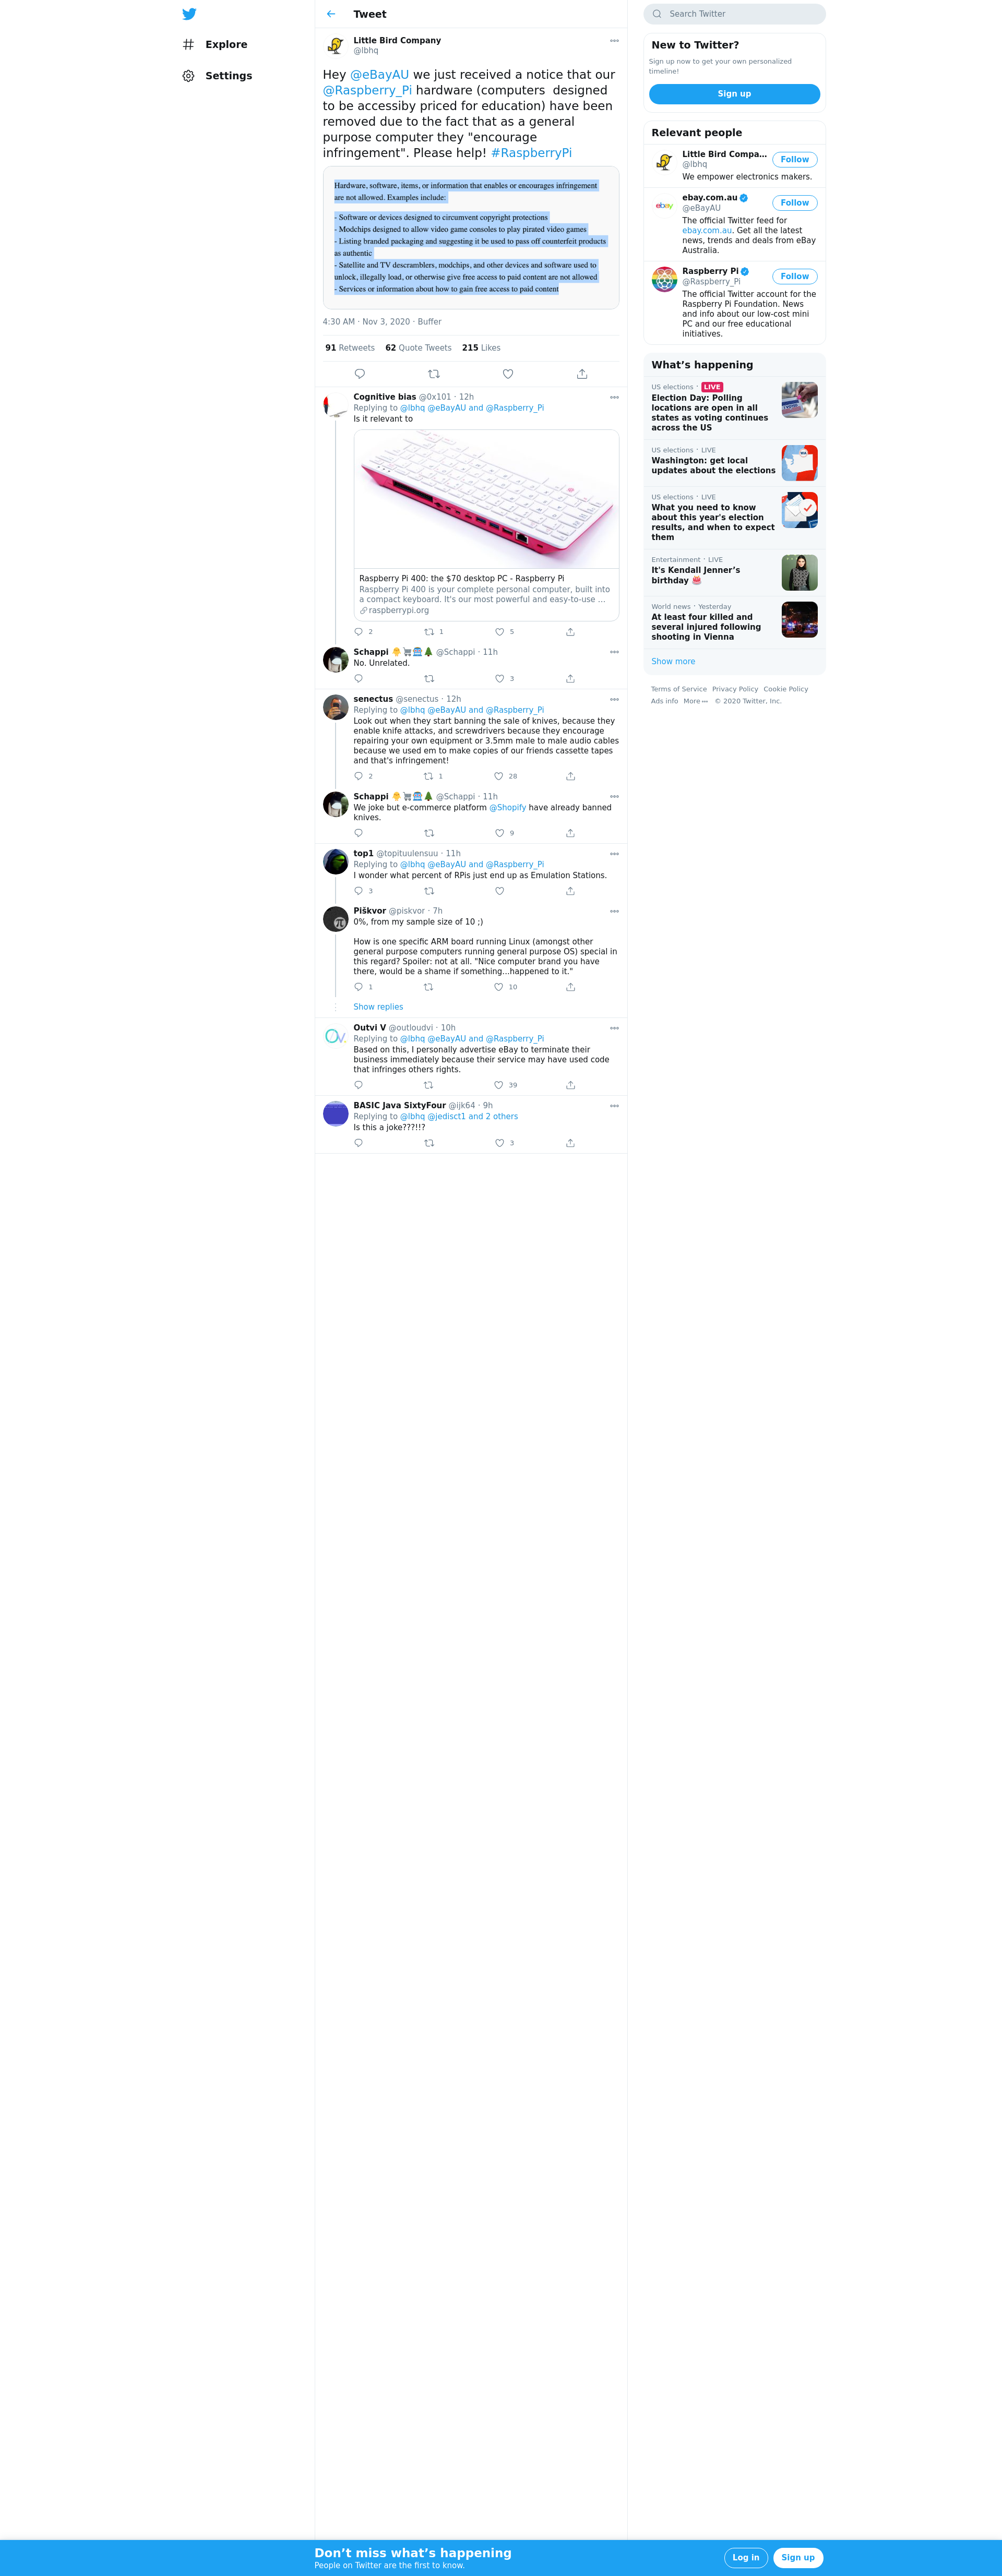 Explore
Settings
Tweet
Little Bird Company
@lbhq
Hey @eBayAU we just received a notice that our
@Raspberry_Pi hardware (computers  designed
to be accessiby priced for education) have been
removed due to the fact that as a general
purpose computer they "encourage
infringement". Please help! #RaspberryPi
Hardware, software, items, or information that enables or encourages infringement
are not allowed. Examples include:
- Software or devices designed to circumvent copyright protections
- Modchips designed to allow video game consoles to play pirated video games
- Listing branded packaging and suggesting it be used to pass off counterfeit products
as authentic
- Satellite and TV descramblers, modchips, and other devices and software used to
unlock, illegally load, or otherwise give free access to paid content are not allowed
- Services or information about how to gain free access to paid content
4:30 AM · Nov 3, 2020 · Buffer
91 Retweets 62 Quote Tweets 215 Likes
Cognitive bias @0x101 · 12h
Replying to @lbhq @eBayAU and @Raspberry_Pi
Is it relevant to
Raspberry Pi 400: the $70 desktop PC - Raspberry Pi
Raspberry Pi 400 is your complete personal computer, built into
a compact keyboard. It's our most powerful and easy-to-use ...
raspberrypi.org
2 1 5
Schappi @Schappi · 11h
No. Unrelated.
3
senectus @senectus · 12h
Replying to @lbhq @eBayAU and @Raspberry_Pi
Look out when they start banning the sale of knives, because they
enable knife attacks, and screwdrivers because they encourage
repairing your own equipment or 3.5mm male to male audio cables
because we used em to make copies of our friends cassette tapes
and that's infringement!
2 1 28
Schappi @Schappi · 11h
We joke but e-commerce platform @Shopify have already banned
knives.
9
top1 @topituulensuu · 11h
Replying to @lbhq @eBayAU and @Raspberry_Pi
I wonder what percent of RPis just end up as Emulation Stations.
3
Piškvor @piskvor · 7h
0%, from my sample size of 10 ;)
How is one specific ARM board running Linux (amongst other
general purpose computers running general purpose OS) special in
this regard? Spoiler: not at all. "Nice computer brand you have
there, would be a shame if something...happened to it."
1 10
Show replies
Outvi V @outloudvi · 10h
Replying to @lbhq @eBayAU and @Raspberry_Pi
Based on this, I personally advertise eBay to terminate their
business immediately because their service may have used code
that infringes others rights.
39
BASIC Java SixtyFour @ijk64 · 9h
Replying to @lbhq @jedisct1 and 2 others
Is this a joke???!!?
3
Search Twitter
New to Twitter?
Sign up now to get your own personalized
timeline!
Sign up
Relevant people
Little Bird Compa...
@lbhq
Follow
We empower electronics makers.
ebay
ebay.com.au
@eBayAU
Follow
The official Twitter feed for
ebay.com.au. Get all the latest
news, trends and deals from eBay
Australia.
Raspberry Pi
@Raspberry_Pi
Follow
The official Twitter account for the
Raspberry Pi Foundation. News
and info about our low-cost mini
PC and our free educational
initiatives.
What's happening
US elections · LIVE
Election Day: Polling
locations are open in all
states as voting continues
across the US
US elections · LIVE
Washington: get local
updates about the elections
US elections · LIVE
What you need to know
about this year's election
results, and when to expect
them
Entertainment · LIVE
It's Kendall Jenner's
birthday
World news · Yesterday
At least four killed and
several injured following
shooting in Vienna
Show more
Terms of Service Privacy Policy Cookie Policy
Ads info More © 2020 Twitter, Inc.
Don't miss what's happening
People on Twitter are the first to know.
Log in
Sign up